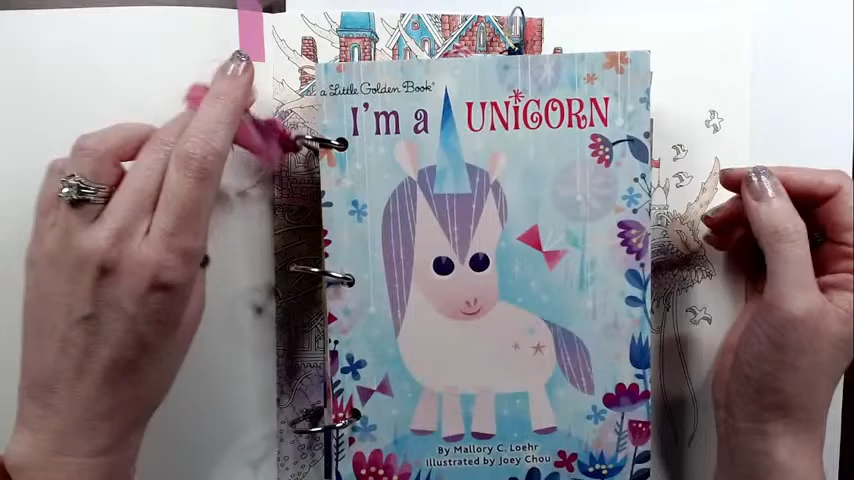 a Little Golden Book®
I'm a UNICORN
By Mallory C. Loehr
Illustrated by Joey Chou